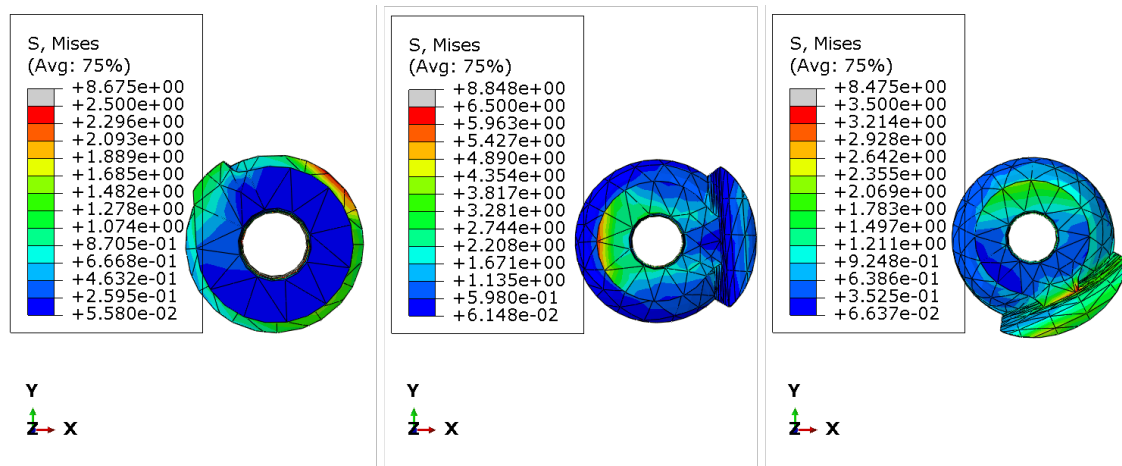 S, Mises
(Avg: 75%)
+8.675e+00
+2.500e+00
+2.296e+00
+2.093e+00
+1.889e+00
+1.685e+00
+1.482e+00
+1.278e+00
+1.074e+00
+8.705e-01
+6.668e-01
+4.632e-01
+2.595e-01
+5.580e-02
Y
Z X
S, Mises
(Avg: 75%)
+8.848e+00
+6.500e+00
+5.963e+00
+5.427e+00
+4.890e+00
+4.354e+00
+3.817e+00
+3.281e+00
+2.744e+00
+2.208e+00
+1.671e+00
+1.135e+00
+5.980e-01
+6.148e-02
Y
Z X
S, Mises
(Avg: 75%)
+8.475e+00
+3.500e+00
+3.214e+00
+2.928e+00
+2.642e+00
+2.355e+00
+2.069e+00
+1.783e+00
+1.497e+00
+1.211e+00
+9.248e-01
+6.386e-01
+3.525e-01
+6.637e-02
Y
Z X